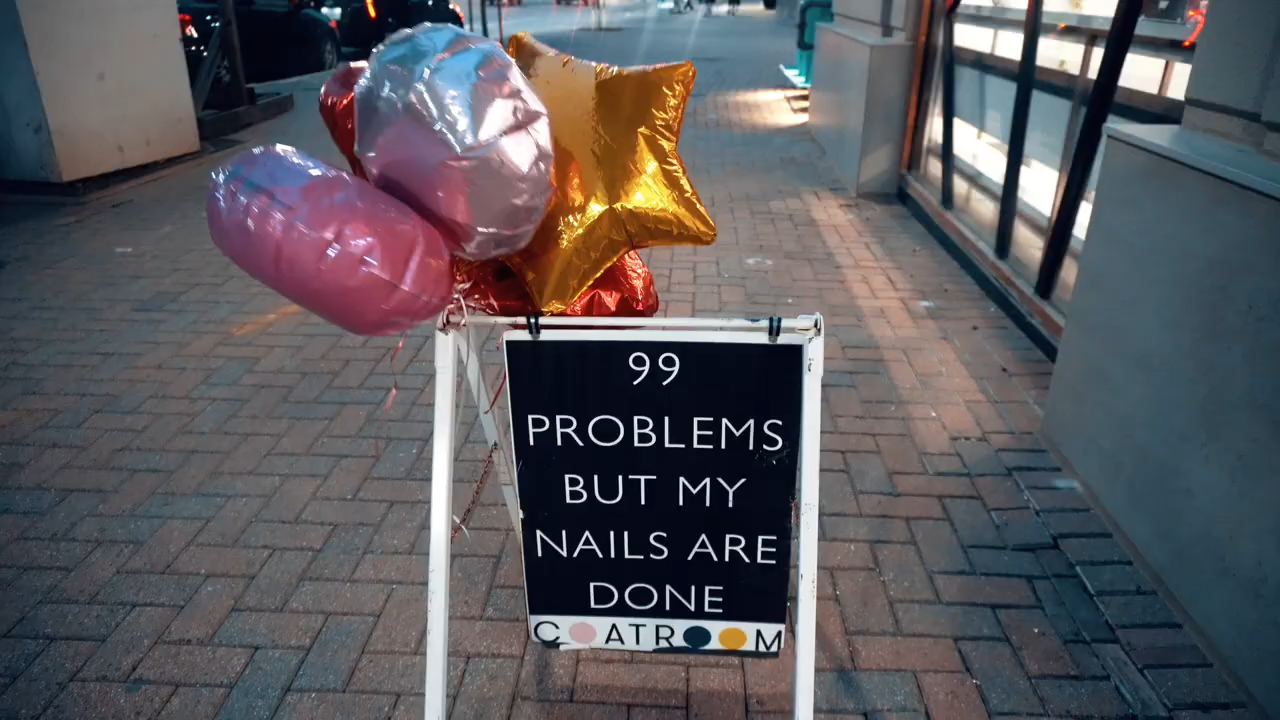 99
PROBLEMS
BUT MY
NAILS ARE
DONE
COATROOM